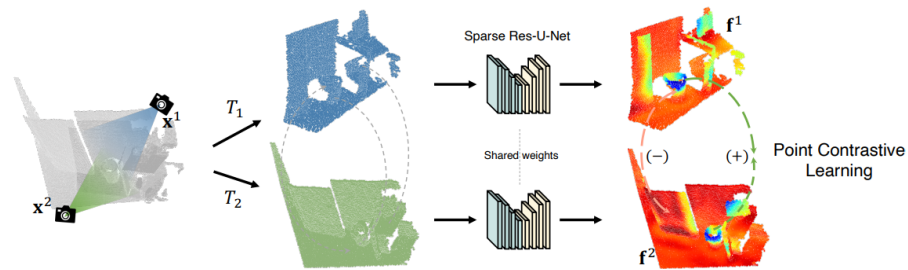 x¹
x²
T₁
T₂
Sparse Res-U-Net
Shared weights
f¹
(−)
(+)
f²
Point Contrastive
Learning